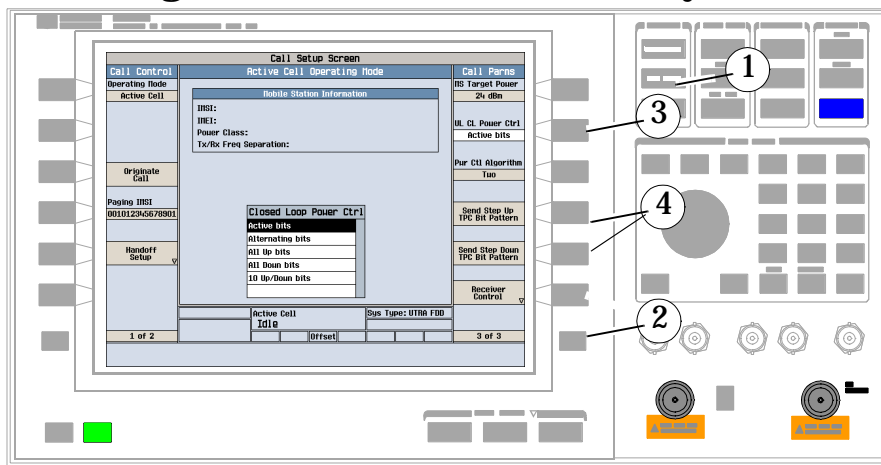 Call Setup Screen
Call Control
Active Cell Operating Mode
Call Parms
Operating Mode
Active Cell
Mobile Station Information
IMSI:
IMEI:
Power Class:
Tx/Rx Freq Separation:
MS Target Power
24 dBm
UL CL Power Ctrl
Active bits
Pwr Ctl Algorithm
Two
Originate
Call
Paging IMSI
001012345678901
Closed Loop Power Ctrl
Active bits
Alternating bits
All Up bits
All Down bits
10 Up/Down bits
Send Step Up
TPC Bit Pattern
Handoff
Setup
Send Step Down
TPC Bit Pattern
Receiver
Control
Active Cell
Idle
Sys Type: UTRA FDD
1 of 2
Offset
3 of 3
1
3
4
2